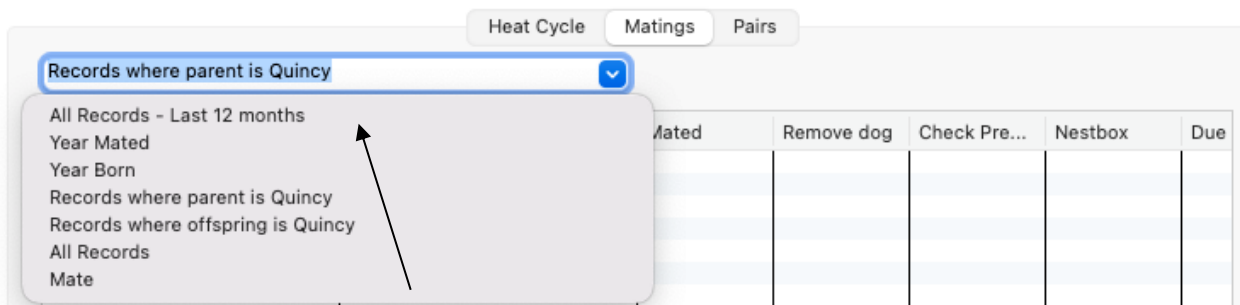 Heat Cycle Matings Pairs
Records where parent is Quincy
All Records - Last 12 months
Year Mated
Year Born
Records where parent is Quincy
Records where offspring is Quincy
All Records
Mate
Mated Remove dog Check Pre... Nestbox Due